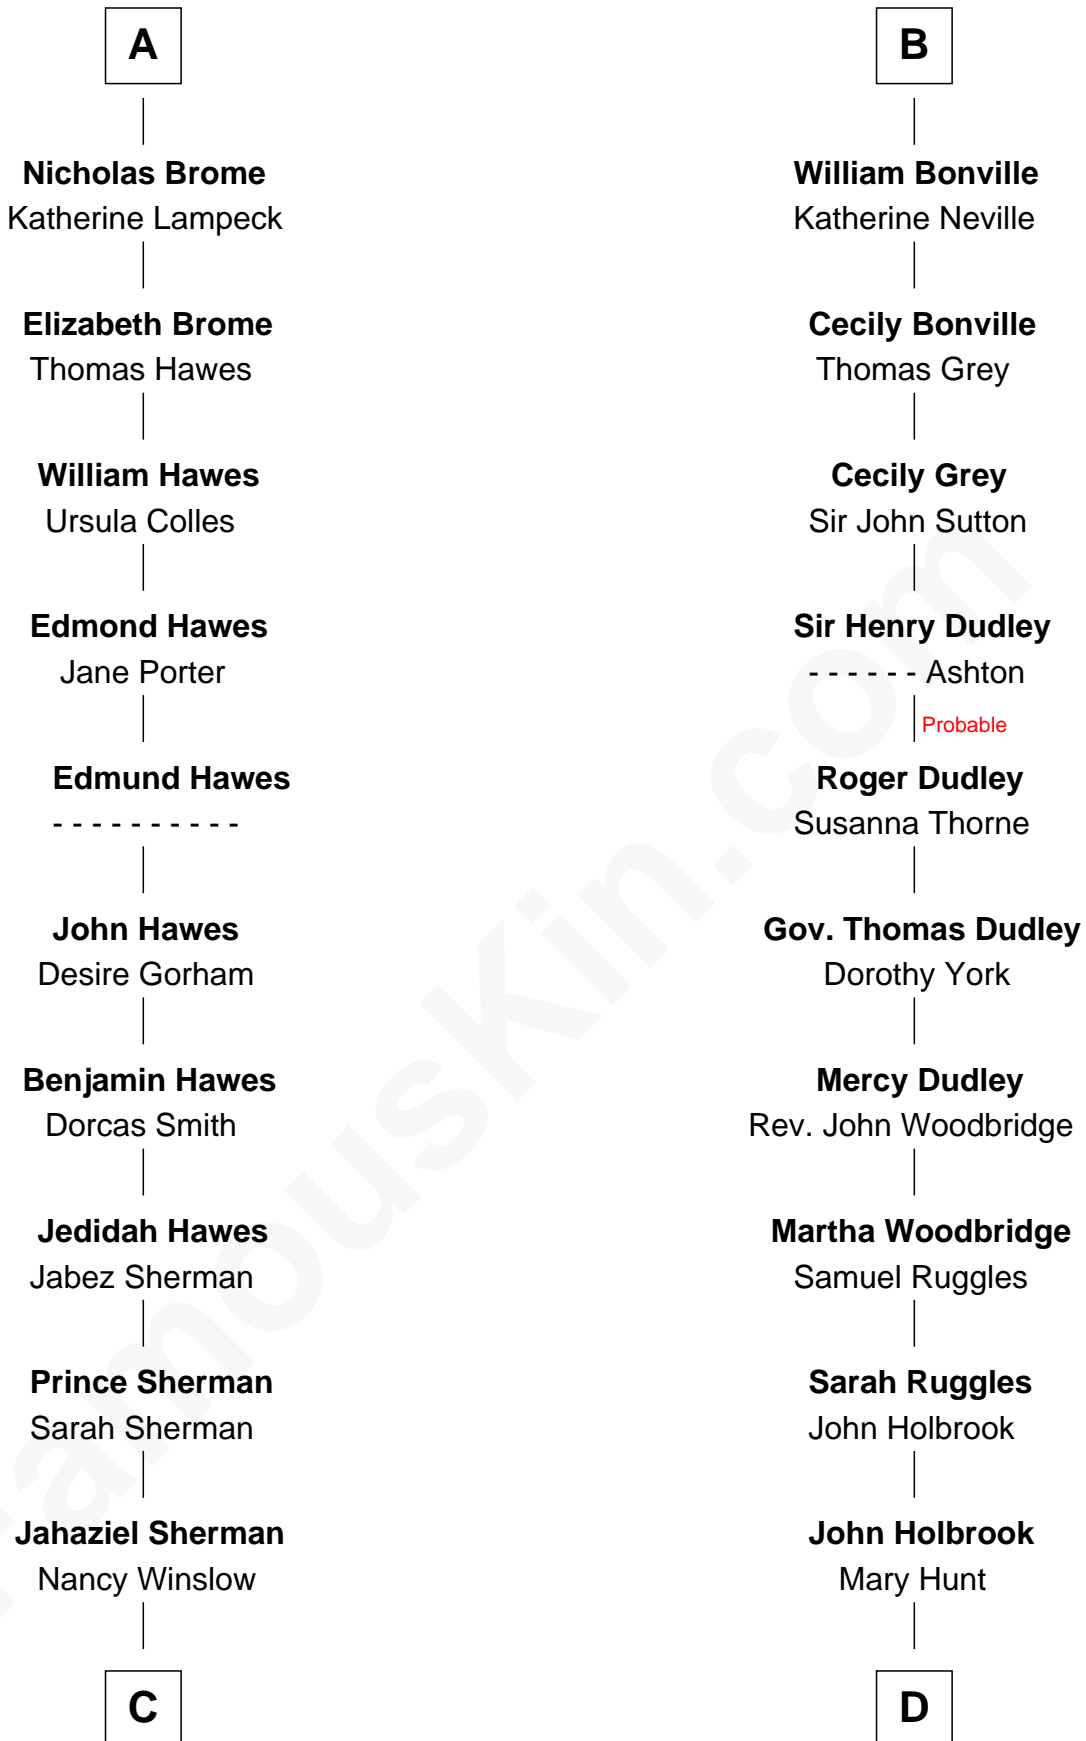 A
Nicholas Brome
Katherine Lampeck
Elizabeth Brome
Thomas Hawes
William Hawes
Ursula Colles
Edmond Hawes
Jane Porter
Edmund Hawes
- - - - - - - - - -
John Hawes
Desire Gorham
Benjamin Hawes
Dorcas Smith
Jedidah Hawes
Jabez Sherman
Prince Sherman
Sarah Sherman
Jahaziel Sherman
Nancy Winslow
C
B
William Bonville
Katherine Neville
Cecily Bonville
Thomas Grey
Cecily Grey
Sir John Sutton
Sir Henry Dudley
- - - - - - Ashton
Probable
Roger Dudley
Susanna Thorne
Gov. Thomas Dudley
Dorothy York
Mercy Dudley
Rev. John Woodbridge
Martha Woodbridge
Samuel Ruggles
Sarah Ruggles
John Holbrook
John Holbrook
Mary Hunt
D
FamousKin.com